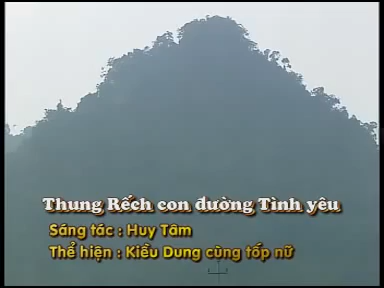 Thung Rếch con đường Tình yêu
Sáng tác : Huy Tâm
Thể hiện : Kiều Dung cùng tốp nữ